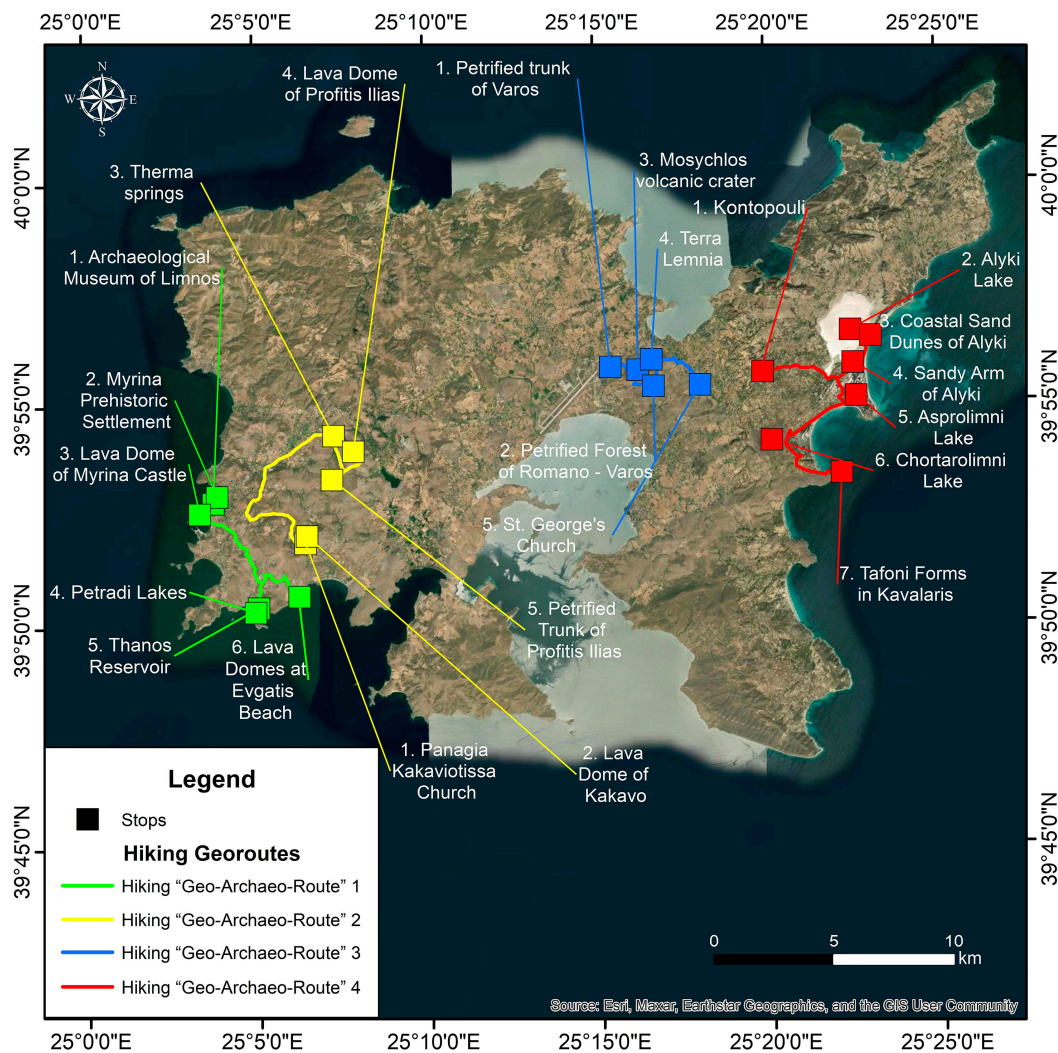 25°0'0"E 25°5'0"E 25°10'0"E 25°15'0"E 25°20'0"E 25°25'0"E
N
W E
S
40°0'0"N
39°55'0"N
39°50'0"N
39°45'0"N
4. Lava Dome
of Profitis Ilias
1. Petrified trunk
of Varos
3. Therma
springs
3. Mosychlos
volcanic crater
1. Kontopouli
1. Archaeological
Museum of Limnos
4. Terra
Lemnia
2. Alyki
Lake
3. Coastal Sand
Dunes of Alyki
2. Myrina
Prehistoric
Settlement
4. Sandy Arm
of Alyki
5. Asprolimni
Lake
3. Lava Dome
of Myrina Castle
2. Petrified Forest
of Romano - Varos
6. Chortarolimni
Lake
5. St. George's
Church
7. Tafoni Forms
in Kavalaris
4. Petradi Lakes
5. Thanos
Reservoir
6. Lava
Domes at
Evgatis
Beach
5. Petrified
Trunk of
Profitis Ilias
1. Panagia
Kakaviotissa
Church
2. Lava
Dome of
Kakavo
Legend
Stops
Hiking Georoutes
Hiking “Geo-Archaeo-Route” 1
Hiking “Geo-Archaeo-Route” 2
Hiking “Geo-Archaeo-Route” 3
Hiking “Geo-Archaeo-Route” 4
0 5 10
km
Source: Esri, Maxar, Earthstar Geographics, and the GIS User Community
40°0'0"N
39°55'0"N
39°50'0"N
39°45'0"N
25°0'0"E 25°5'0"E 25°10'0"E 25°15'0"E 25°20'0"E 25°25'0"E